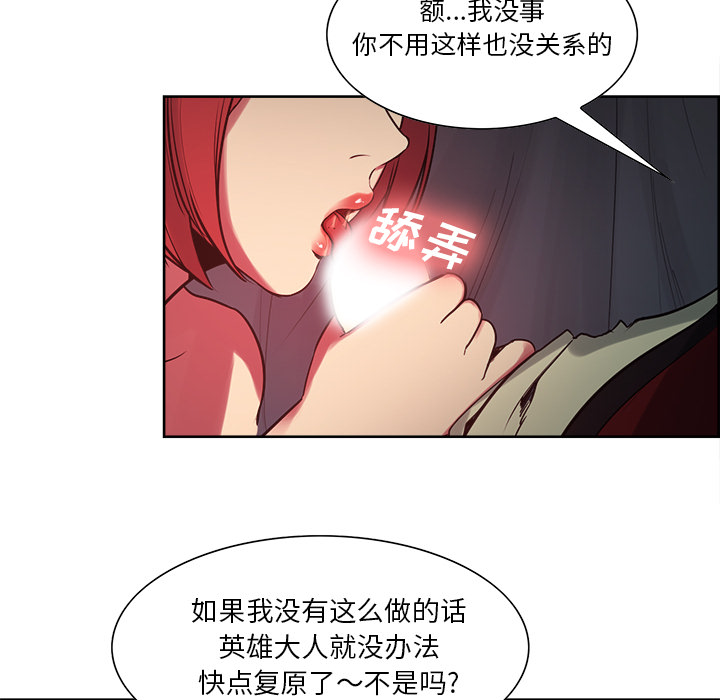 额...我没事
你不用这样也没关系的
舔弄
如果我没有这么做的话
英雄大人就没办法
快点复原了～不是吗?